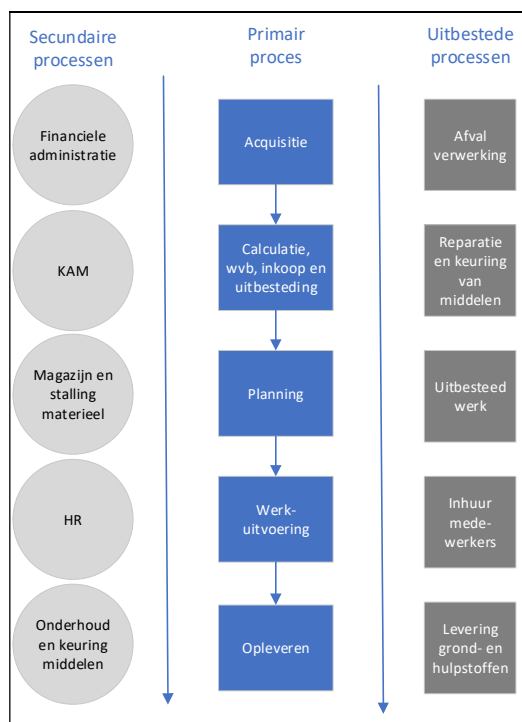 Secundaire
processen
Primair
proces
Uitbestede
processen
Financiele
administratie
Acquisitie
Afval
verwerking
KAM
Calculatie,
wvb, inkoop en
uitbesteding
Reparatie
en keuriing
van
middelen
Magazijn en
stalling
materieel
Planning
Uitbesteed
werk
HR
Werk-
uitvoering
Inhuur
mede-
werkers
Onderhoud
en keuring
middelen
Opleveren
Levering
grond- en
hulpstoffen